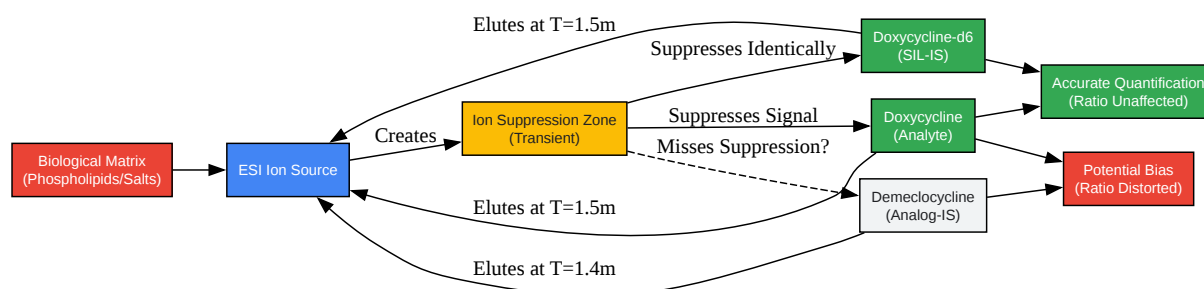 Elutes at T=1.5m
Doxycycline-d6
(SIL-IS)
Suppresses Identically
Accurate Quantification
(Ratio Unaffected)
Ion Suppression Zone
(Transient)
Creates
Suppresses Signal
Doxycycline
(Analyte)
Misses Suppression?
Biological Matrix
(Phospholipids/Salts)
ESI Ion Source
Potential Bias
(Ratio Distorted)
Demeclocycline
(Analog-IS)
Elutes at T=1.5m
Elutes at T=1.4m